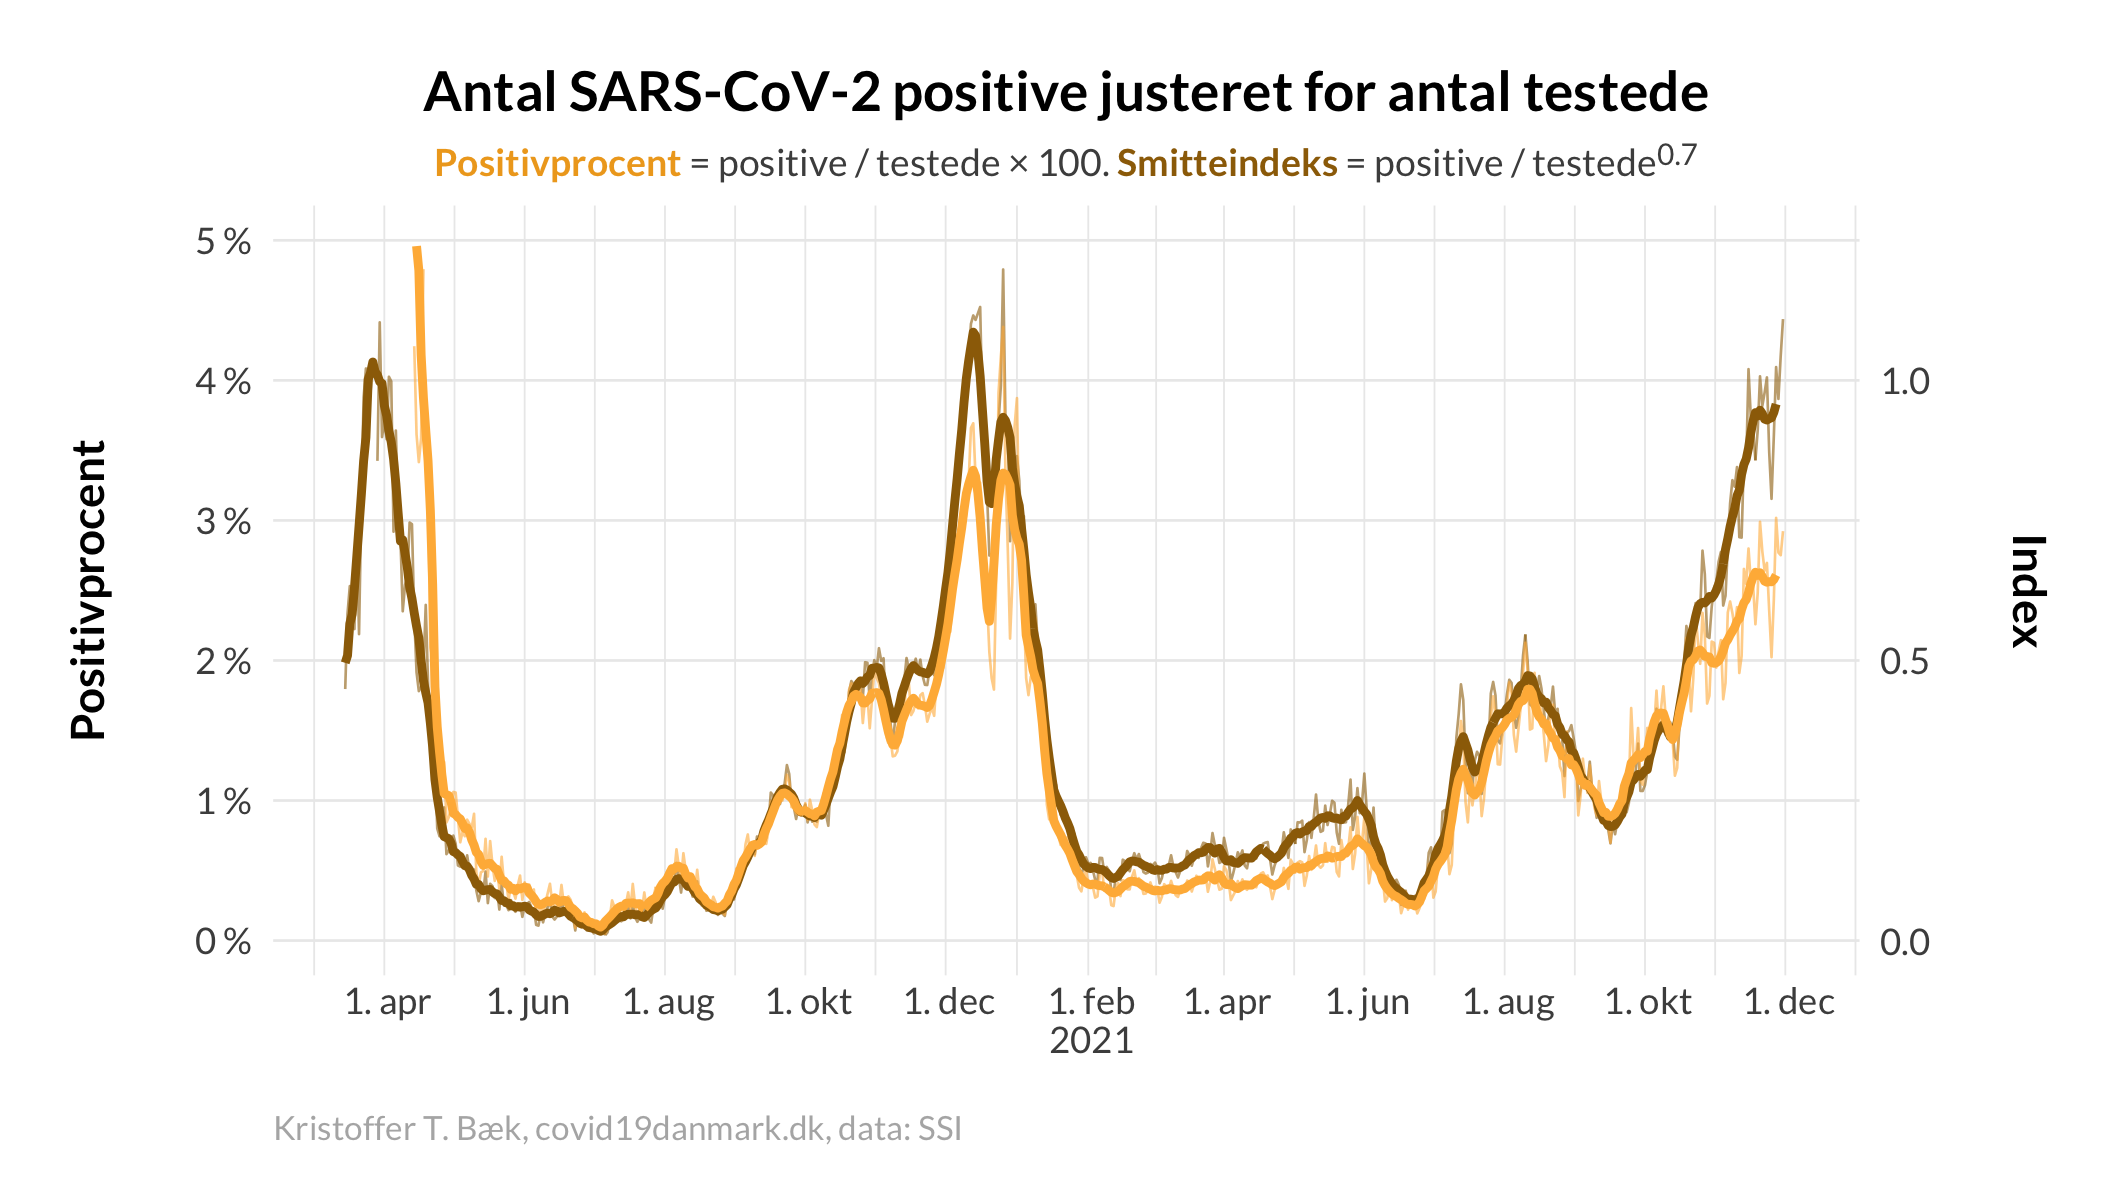 Antal SARS-CoV-2 positive justeret for antal testede
Positivprocent = positive / testede × 100. Smitteindeks = positive / testede^0.7
5 %
4 %
3 %
2 %
1 %
0 %
Positivprocent
1.0
0.5
0.0
Index
1. apr 1. jun 1. aug 1. okt 1. dec 1. feb 1. apr 1. jun 1. aug 1. okt 1. dec
2021
Kristoffer T. Bæk, covid19danmark.dk, data: SSI